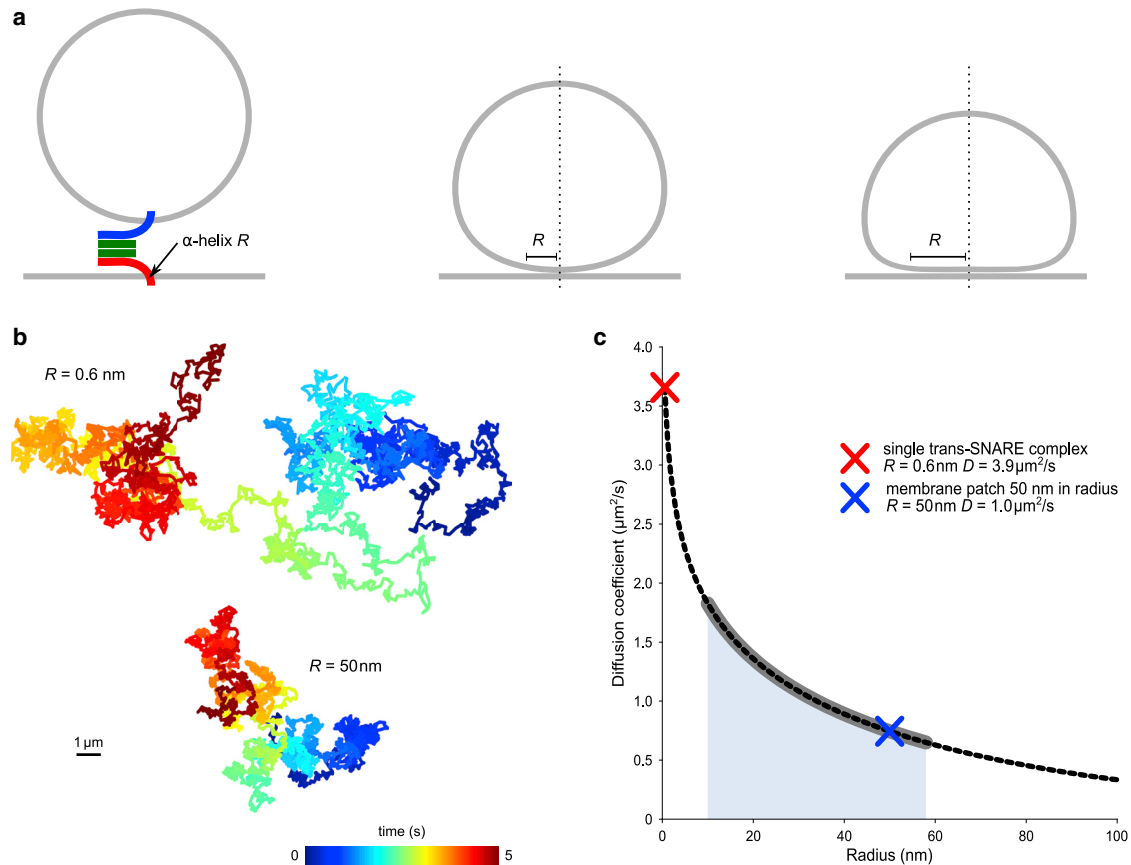 a
α-helix R
R
R
b
R = 0.6 nm
R = 50 nm
1 µm
time (s)
0
5
c
4.0
3.5
3.0
2.5
2.0
1.5
1.0
0.5
0
Diffusion coefficient (µm²/s)
single trans-SNARE complex
R = 0.6nm D = 3.9µm²/s
membrane patch 50 nm in radius
R = 50nm D = 1.0µm²/s
0 20 40 60 80 100
Radius (nm)